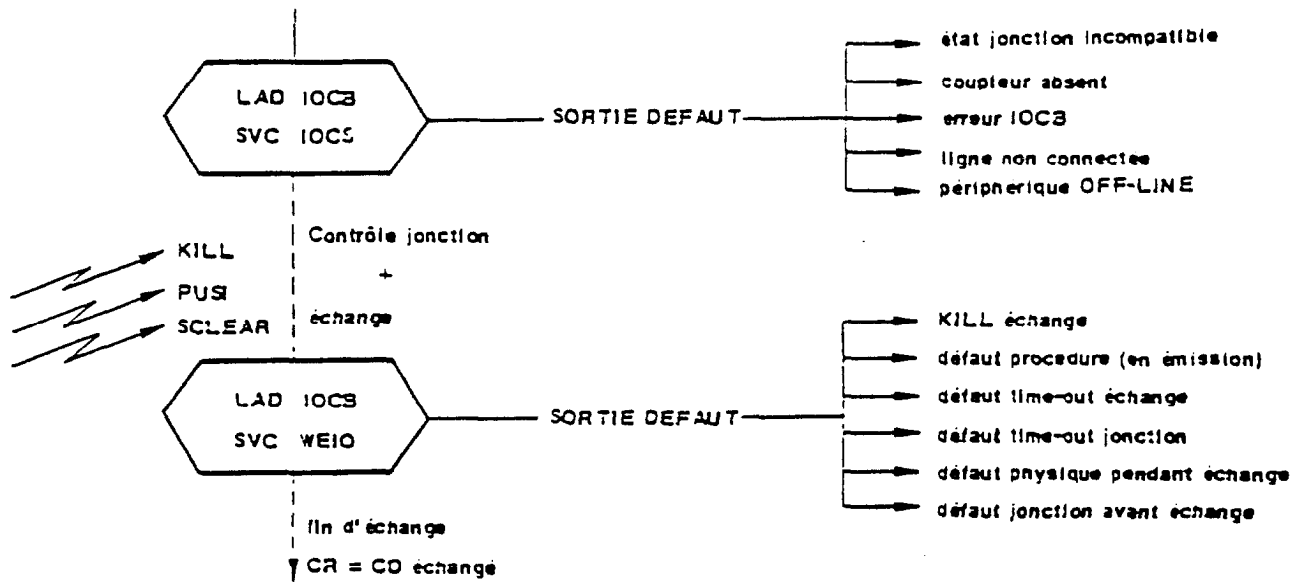 état jonction incompatible
LAD IOCB
coupleur absent
SORTIE DEFAUT
erreur IOCB
SVC IOCS
ligne non connectée
périphérique OFF-LINE
Contrôle jonction
KILL
+
PUSI
échange
SCLEAR
KILL échange
défaut procédure (en émission)
LAD IOCB
défaut time-out échange
SORTIE DEFAUT
SVC WEIO
défaut time-out jonction
défaut physique pendant échange
défaut jonction avant échange
fin d'échange
CR = CO échangé